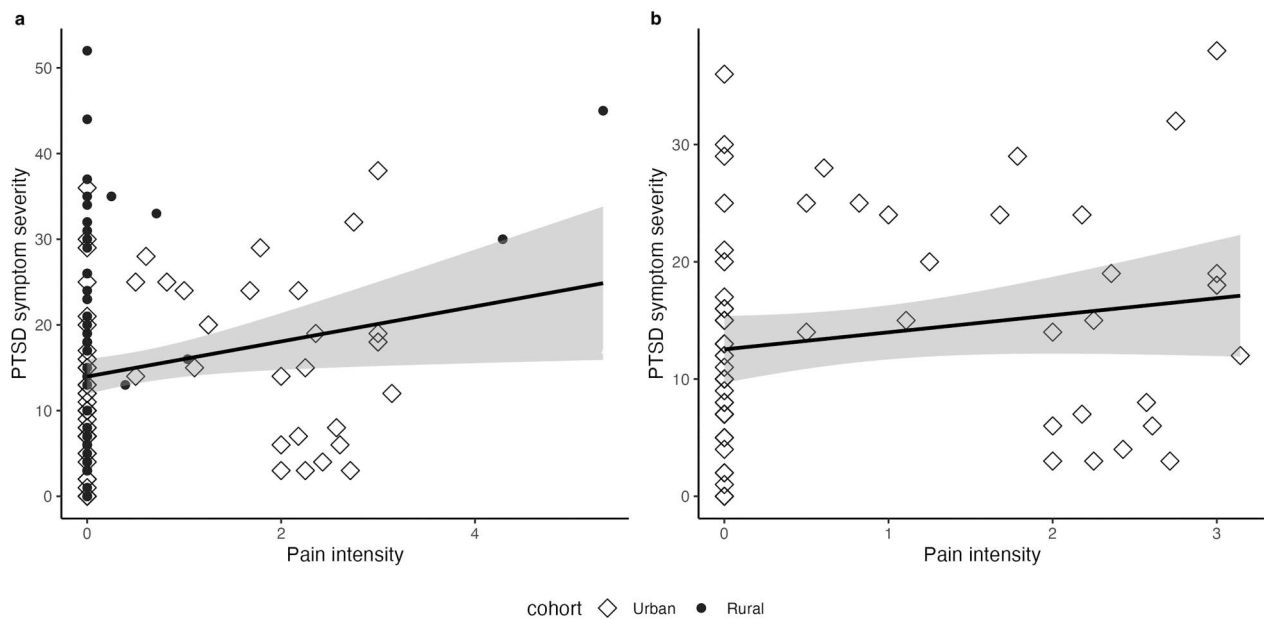 a
PTSD symptom severity
50
40
30
20
10
0
0 2 4
Pain intensity
b
PTSD symptom severity
30
20
10
0
0 1 2 3
Pain intensity
cohort Urban Rural